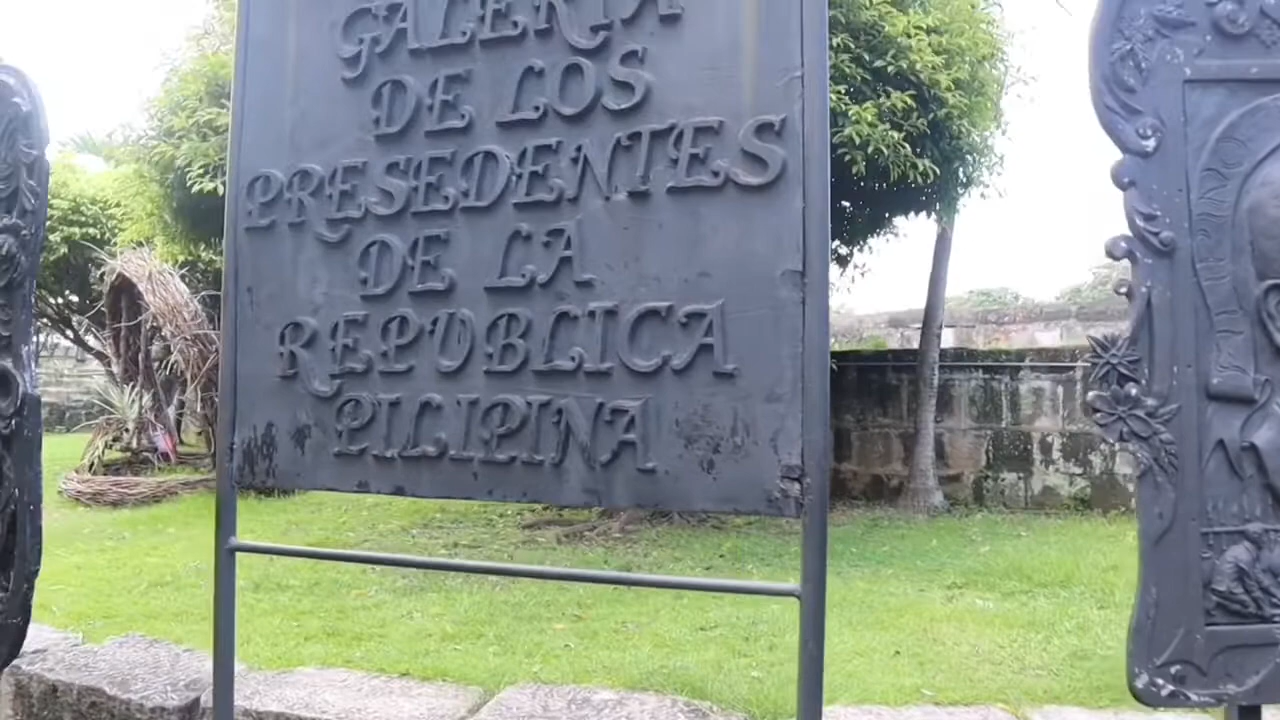 GALERIA
DE LOS
PRESEDENTES
DE LA
REPUBLICA
PILIPINA